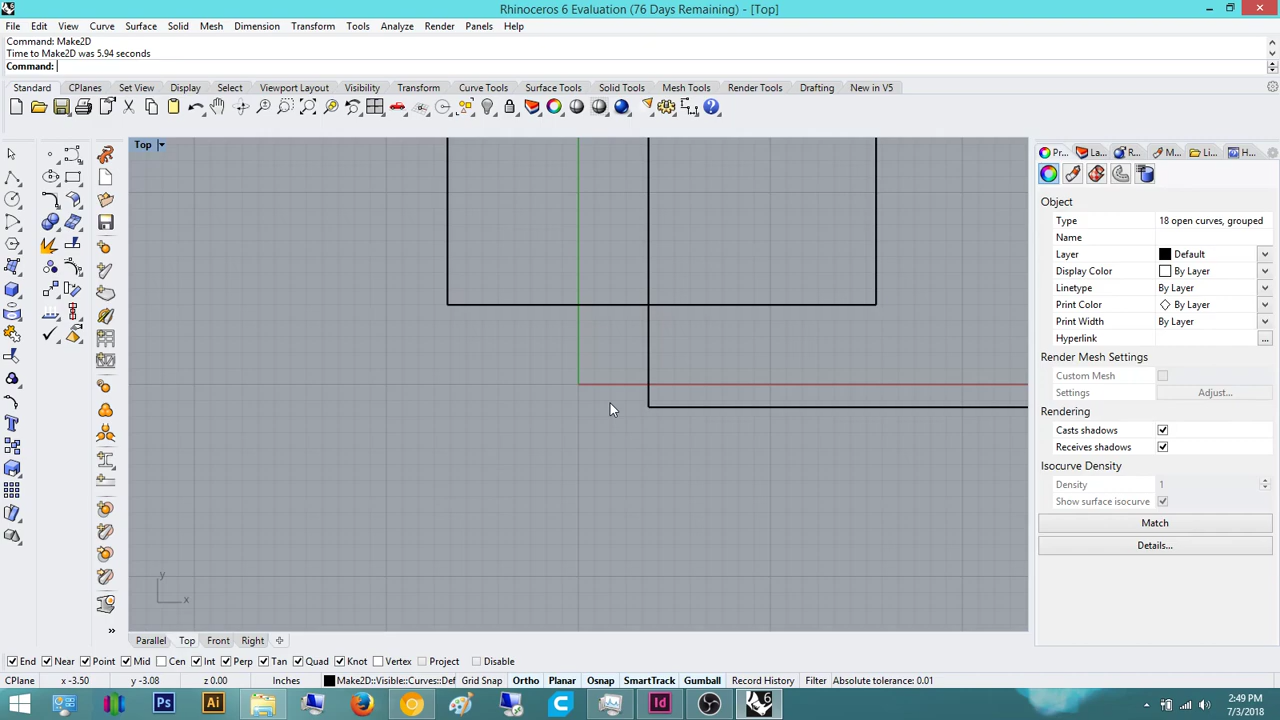 Rhinoceros 6 Evaluation (76 Days Remaining) - [Top]
File Edit View Curve Surface Solid Mesh Dimension Transform Tools Analyze Render Panels Help
Command: Make2D
Time to Make2D was 5.94 seconds
Command:
Standard CPlanes Set View Display Select Viewport Layout Visibility Transform Curve Tools Surface Tools Solid Tools Mesh Tools Render Tools Drafting New in V5
Top
Pr... La... R... M... Li... H...
Object
Type 18 open curves, grouped
Name
Layer Default
Display Color By Layer
Linetype By Layer
Print Color By Layer
Print Width By Layer
Hyperlink ...
Render Mesh Settings
Custom Mesh
Settings Adjust...
Rendering
Casts shadows
Receives shadows
Isocurve Density
Density 1
Show surface isocurve
Match
Details...
y
x
Parallel Top Front Right
End Near Point Mid Cen Int Perp Tan Quad Knot Vertex Project Disable
CPlane x -3.50 y -3.08 z 0.00 Inches Make2D::Visible::Curves::Def Grid Snap Ortho Planar Osnap SmartTrack Gumball Record History Filter Absolute tolerance: 0.01
Ps Ai Id 6
2:49 PM
7/3/2018